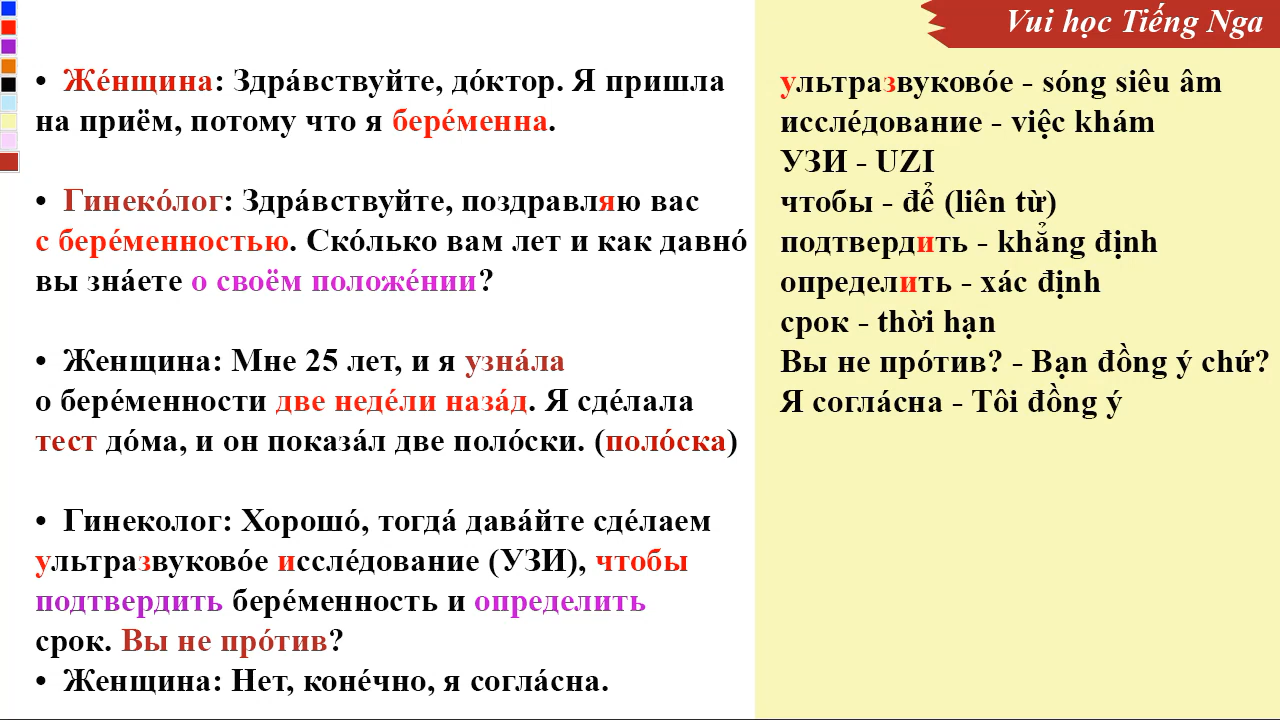 Vui học Tiếng Nga
• Же́нщина: Здра́вствуйте, до́ктор. Я пришла
на приём, потому что я бере́менна.
• Гинеко́лог: Здра́вствуйте, поздравляю вас
с бере́менностью. Ско́лько вам лет и как давно́
вы зна́ете о своём положе́нии?
• Женщина: Мне 25 лет, и я узна́ла
о бере́менности две неде́ли наза́д. Я сде́лала
тест до́ма, и он показа́л две поло́ски. (поло́ска)
• Гинеколог: Хорошо́, тогда́ дава́йте сде́лаем
ультразвуково́е иссле́дование (УЗИ), чтобы
подтвердить бере́менность и определить
срок. Вы не про́тив?
• Женщина: Нет, коне́чно, я согла́сна.
ультразвуково́е - sóng siêu âm
иссле́дование - việc khám
УЗИ - UZI
чтобы - để (liên từ)
подтвердить - khẳng định
определить - xác định
срок - thời hạn
Вы не про́тив? - Bạn đồng ý chứ?
Я согла́сна - Tôi đồng ý